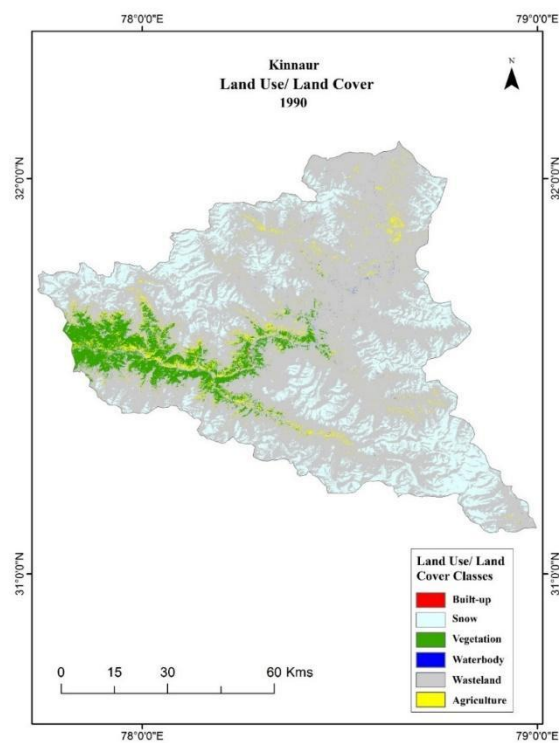 78°0'0"E
79°0'0"E
Kinnaur
Land Use/ Land Cover
1990
N
32°0'0"N
32°0'0"N
31°0'0"N
31°0'0"N
Land Use/ Land
Cover Classes
Built-up
Snow
Vegetation
Waterbody
Wasteland
Agriculture
0 15 30 60 Kms
78°0'0"E
79°0'0"E